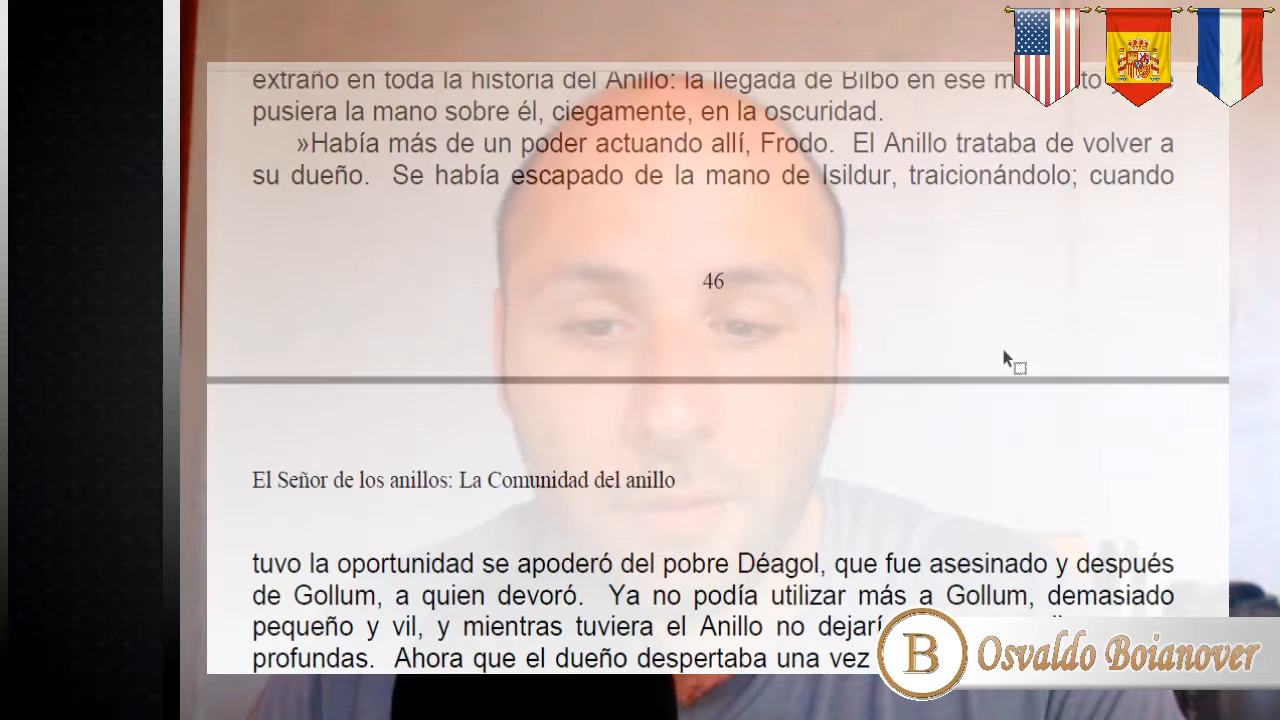 extraño en toda la historia del Anillo: la llegada de Bilbo en ese
pusiera la mano sobre él, ciegamente, en la oscuridad.
»Había más de un poder actuando allí, Frodo. El Anillo trataba de volver a
su dueño. Se había escapado de la mano de Isildur, traicionándolo; cuando
46
El Señor de los anillos: La Comunidad del anillo
tuvo la oportunidad se apoderó del pobre Déagol, que fue asesinado y después
de Gollum, a quien devoró. Ya no podía utilizar más a Gollum, demasiado
pequeño y vil, y mientras tuviera el Anillo no
profundas. Ahora que el dueño despertaba una vez
B Osvaldo Boianover